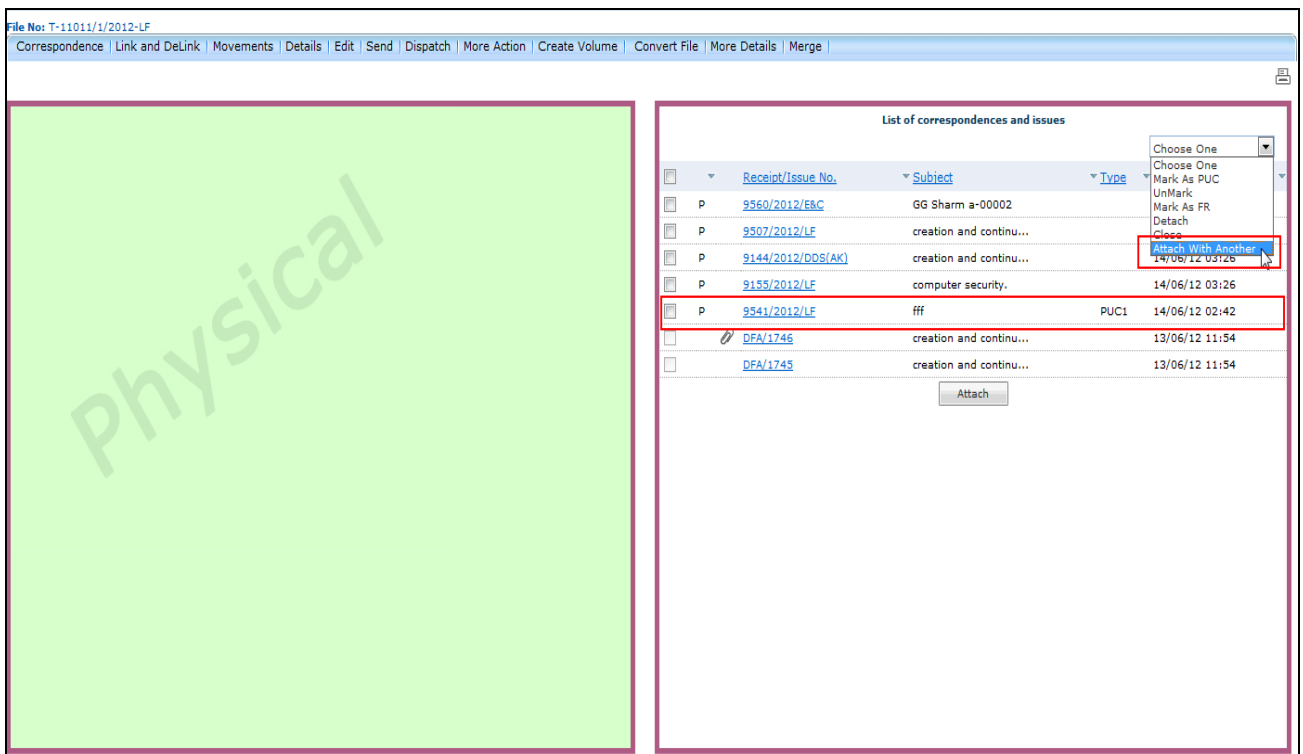 File No: T-11011/1/2012-LF
Correspondence | Link and DeLink | Movements | Details | Edit | Send | Dispatch | More Action | Create Volume | Convert File | More Details | Merge |
Physical
List of correspondences and issues
Choose One
Choose One
Mark As PUC
UnMark
Mark As FR
Detach
Close
Attach With Another
Receipt/Issue No. Subject Type
P 9560/2012/E&C GG Sharm a-00002
P 9507/2012/LF creation and continu...
P 9144/2012/DDS(AK) creation and continu... 14/06/12 03:26
P 9155/2012/LF computer security. 14/06/12 03:26
P 9541/2012/LF fff PUC1 14/06/12 02:42
DFA/1746 creation and continu... 13/06/12 11:54
DFA/1745 creation and continu... 13/06/12 11:54
Attach